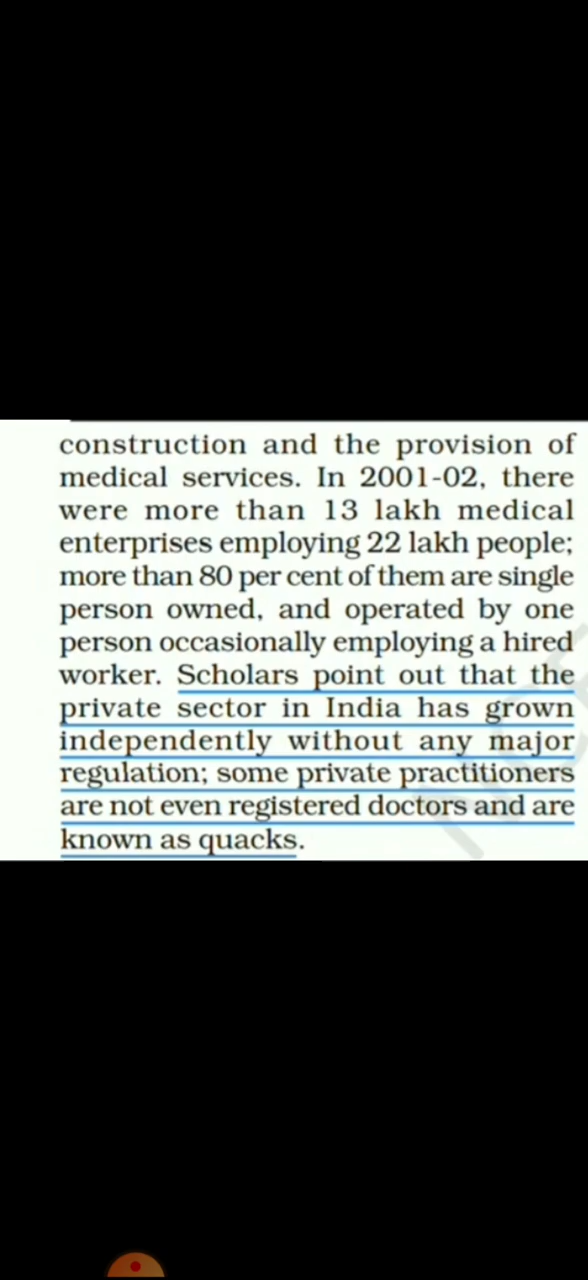 construction and the provision of
medical services. In 2001-02, there
were more than 13 lakh medical
enterprises employing 22 lakh people;
more than 80 per cent of them are single
person owned, and operated by one
person occasionally employing a hired
worker. Scholars point out that the
private sector in India has grown
independently without any major
regulation; some private practitioners
are not even registered doctors and are
known as quacks.